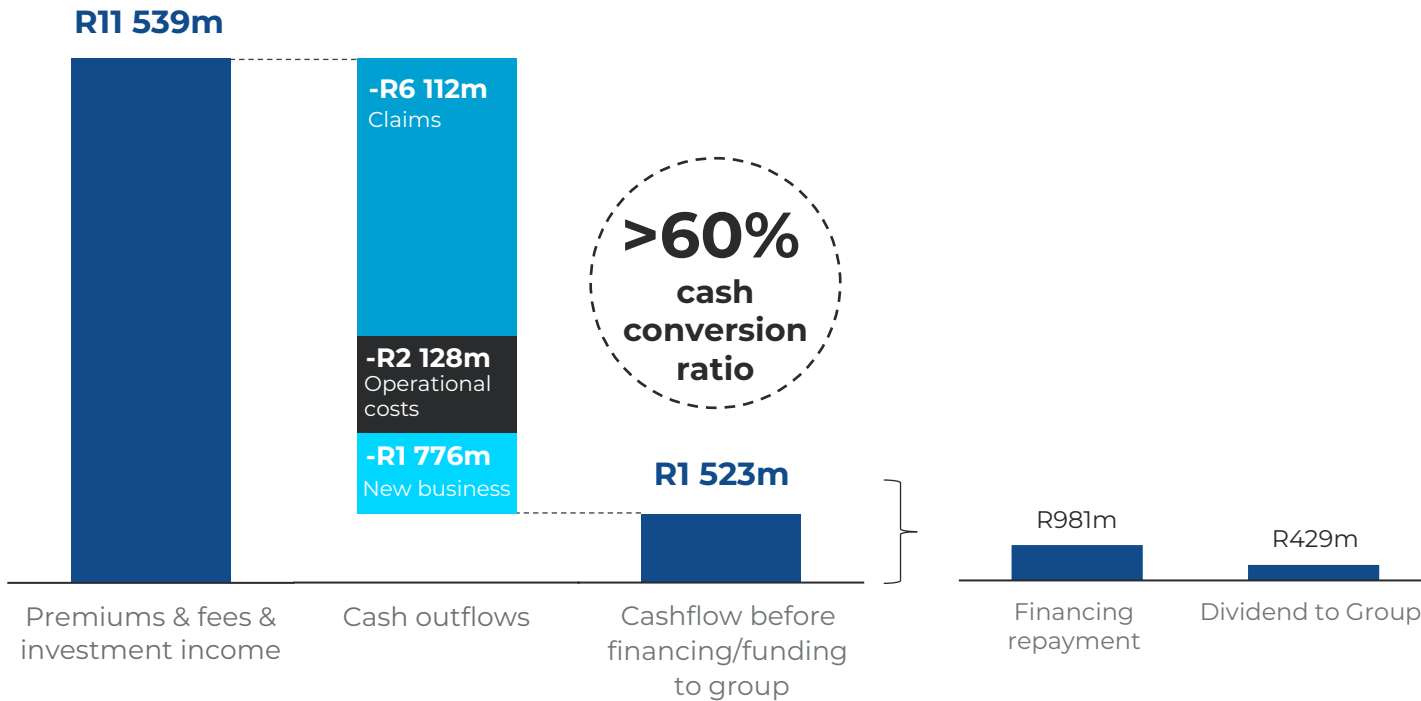 R11 539m
-R6 112m
Claims
-R2 128m
Operational
costs
-R1 776m
New business
>60%
cash
conversion
ratio
R1 523m
R981m
R429m
Premiums & fees &
investment income
Cash outflows
Cashflow before
financing/funding
to group
Financing
repayment
Dividend to Group